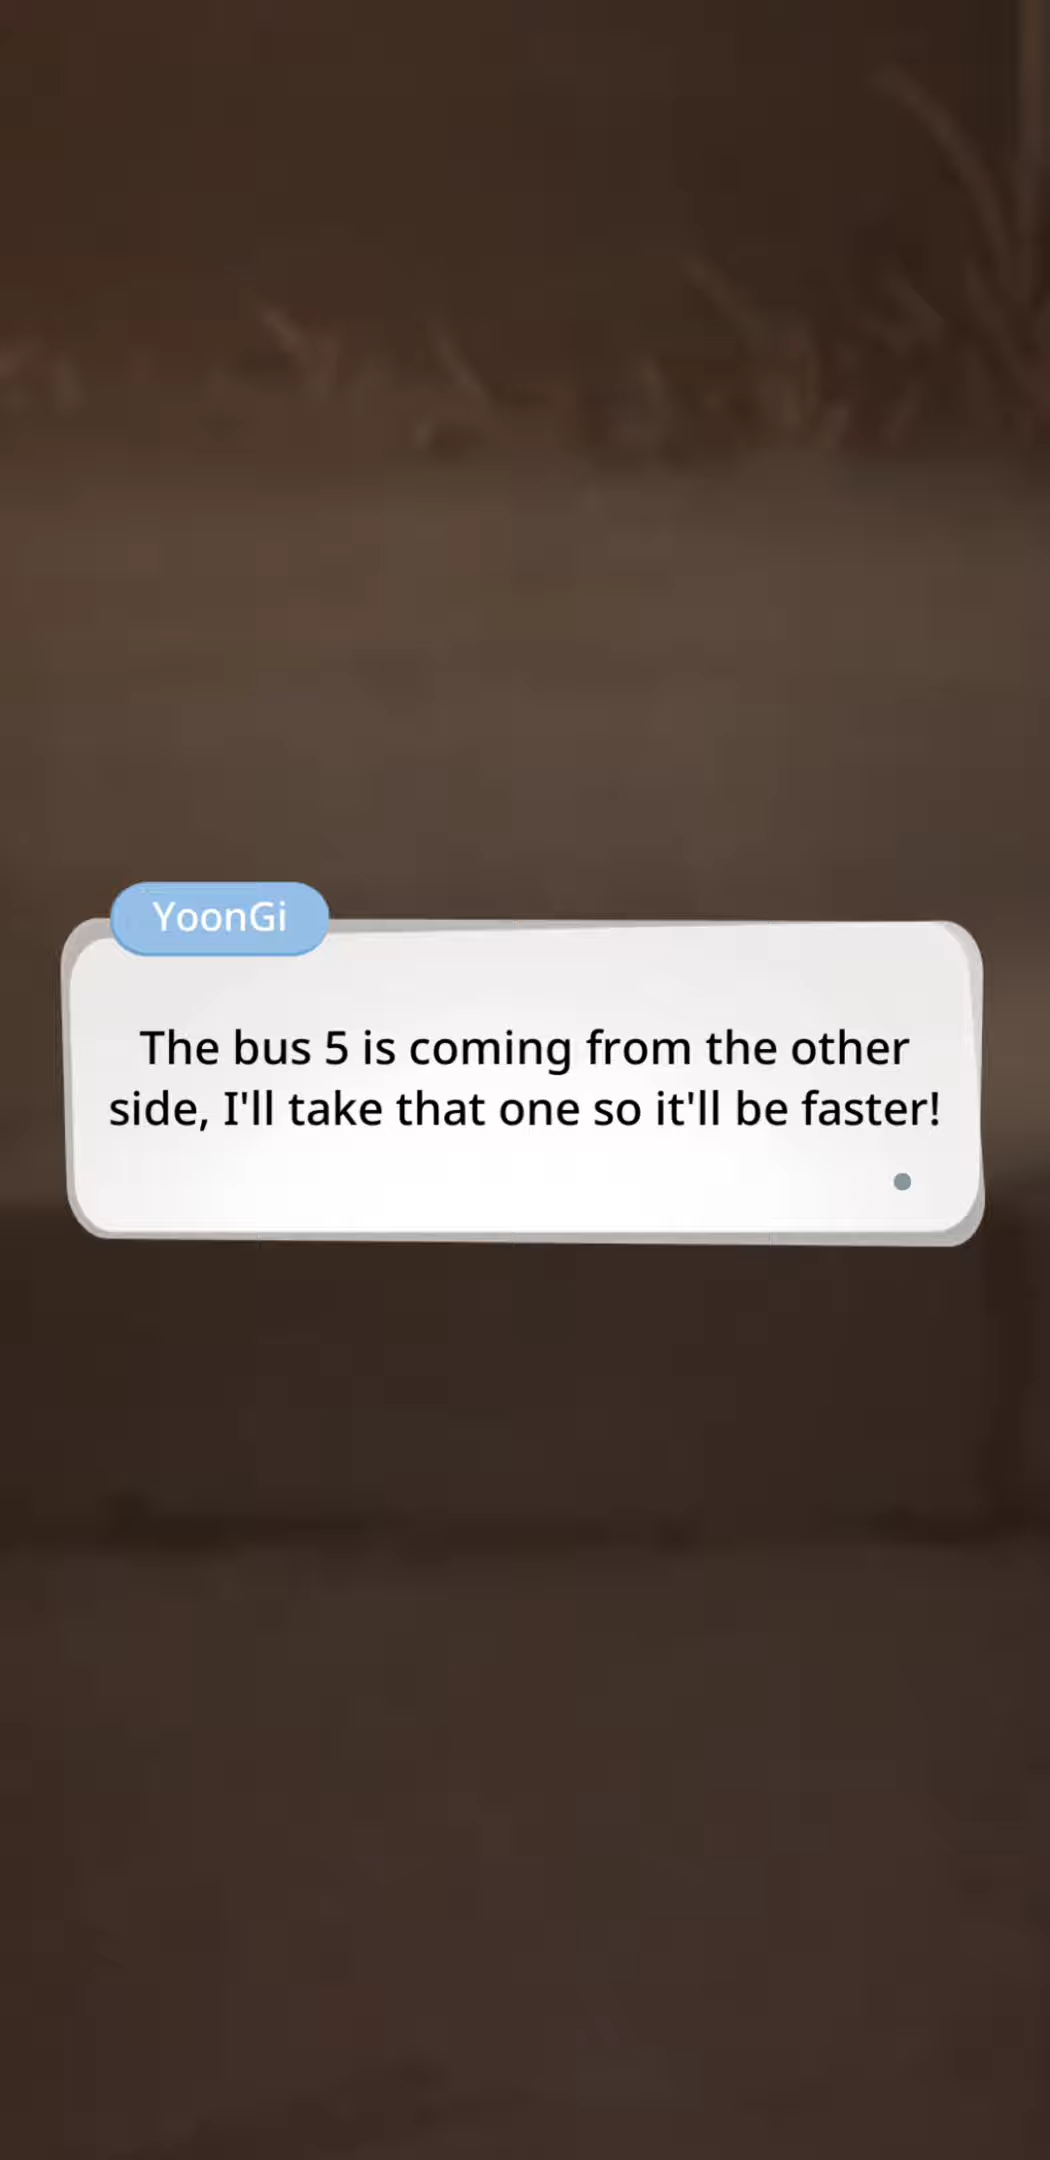 YoonGi
The bus 5 is coming from the other
side, I'll take that one so it'll be faster!